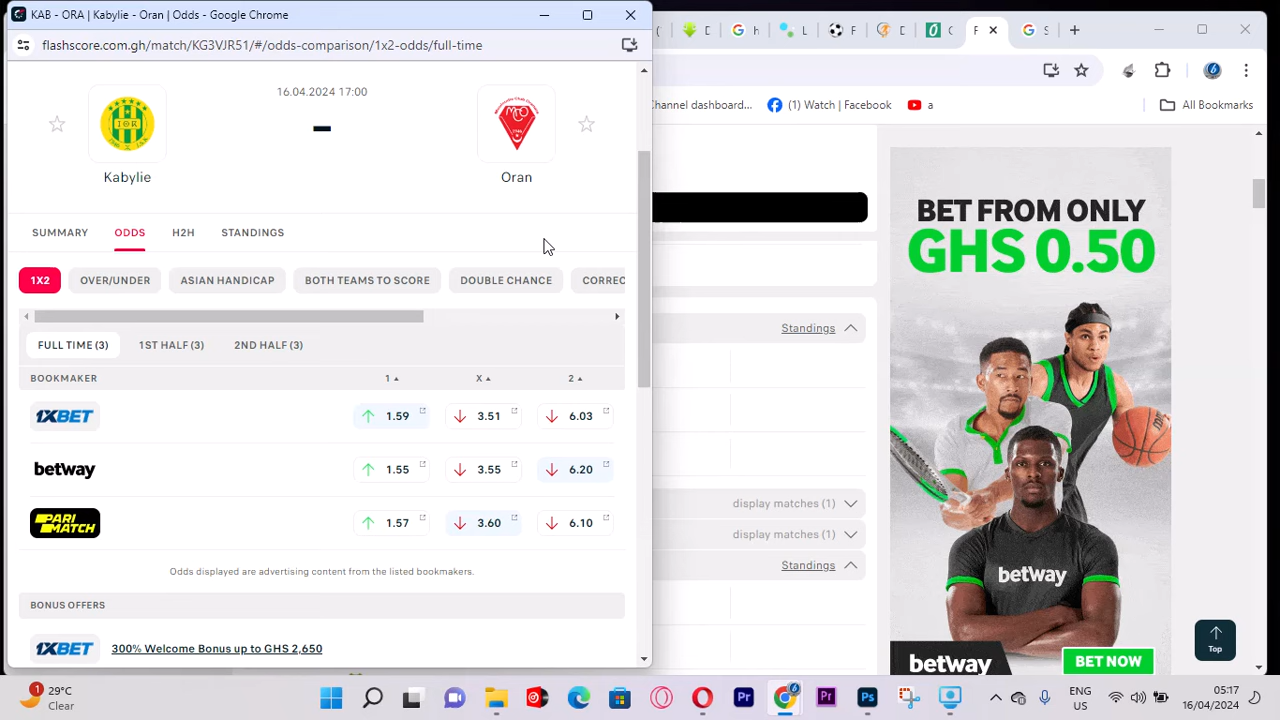 KAB - ORA | Kabylie - Oran - Google Chrome
flashscore.com.gh/match/KG3VJR51/#/odds-comparison/1x2-odds/full-time
16.04.2024 17:00
-
Kabylie
Oran
SUMMARY ODDS H2H STANDINGS
1X2 OVER/UNDER ASIAN HANDICAP BOTH TEAMS TO SCORE DOUBLE CHANCE CORREC
FULL TIME (3) 1ST HALF (3) 2ND HALF (3)
BOOKMAKER 1 X 2
1XBET 1.59 3.51 6.03
betway 1.55 3.55 6.20
PARIMATCH 1.57 3.60 6.10
Odds displayed are advertising content from the listed bookmakers.
BONUS OFFERS
1XBET 300% Welcome Bonus up to GHS 2,650
Channel dashboard... (1) Watch | Facebook a All Bookmarks
Standings
display matches (1)
display matches (1)
Standings
BET FROM ONLY
GHS 0.50
betway
betway BET NOW
Top
1 29°C
Clear
ENG
US
05:17
16/04/2024